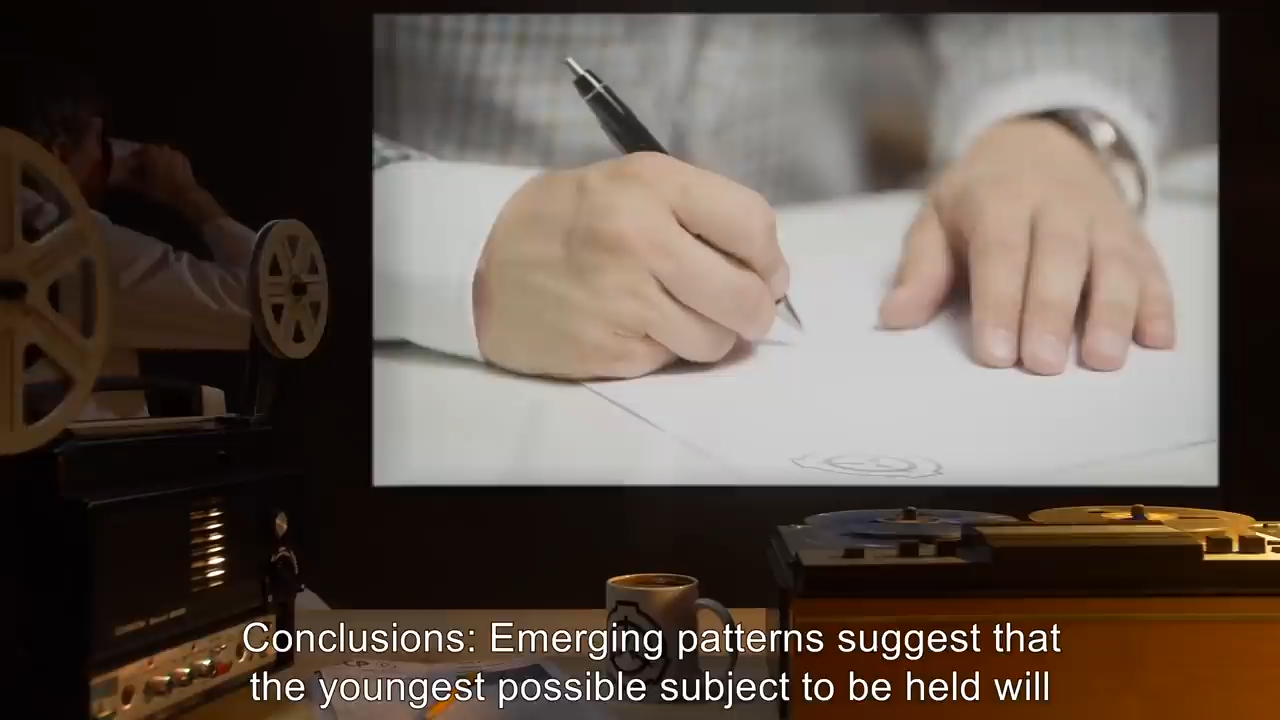 Conclusions: Emerging patterns suggest that
the youngest possible subject to be held will